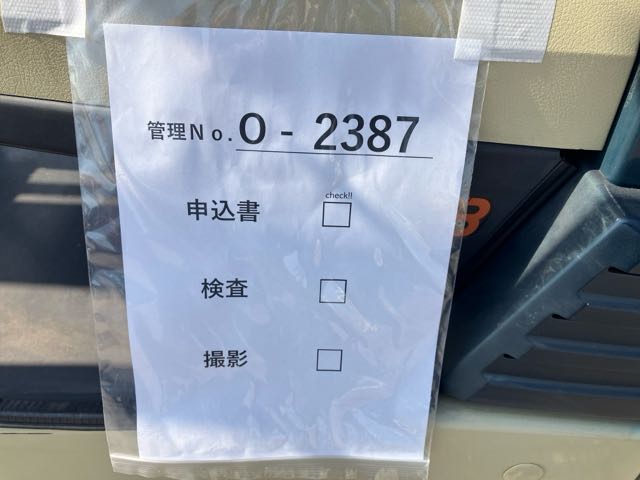 管理No. O - 2387
check!!
申込書 □
検査 □
撮影 □
B